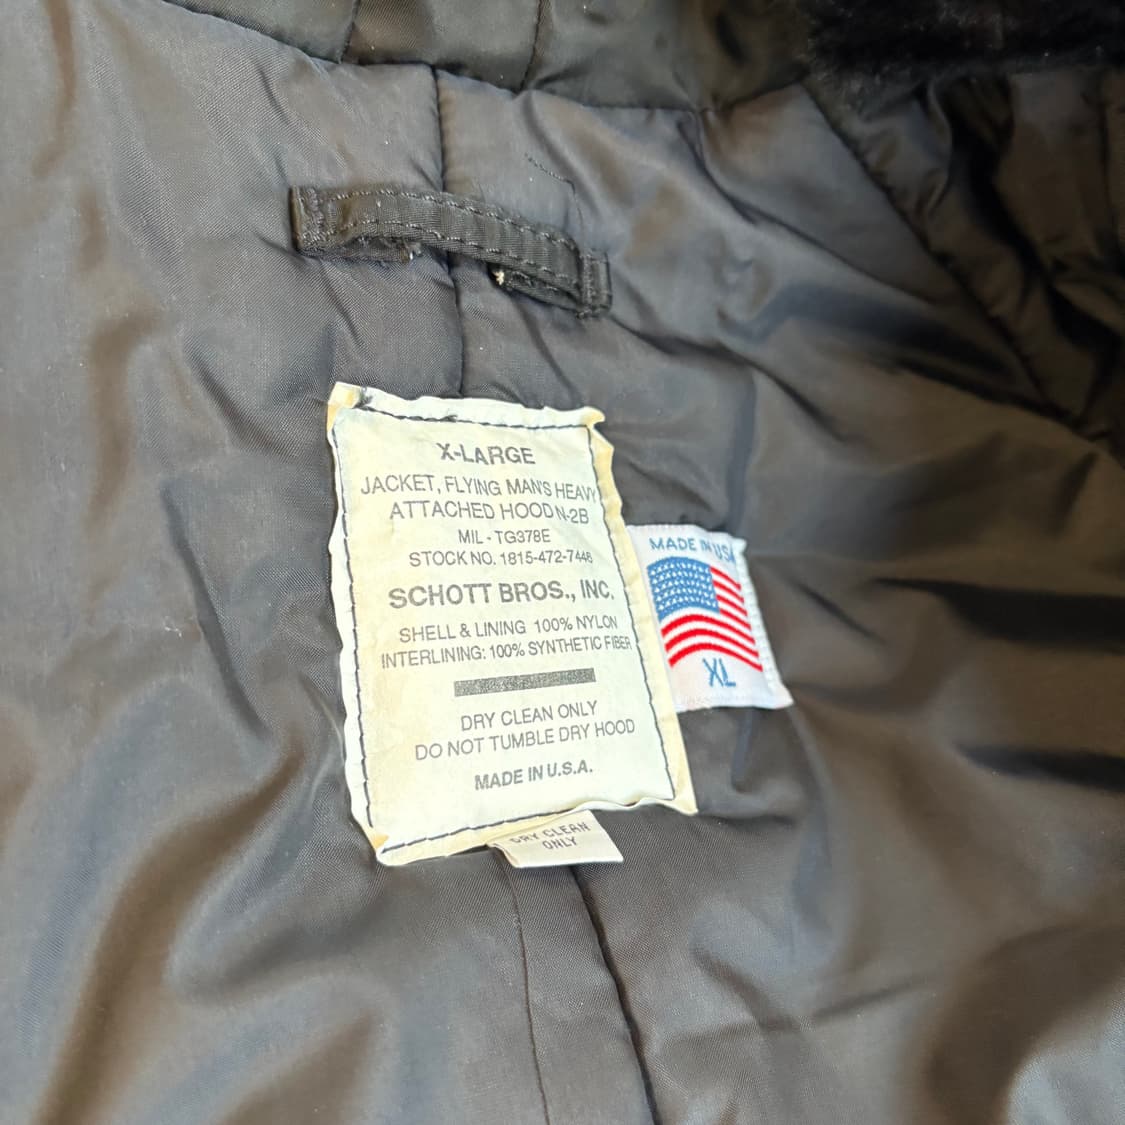 X-LARGE
JACKET, FLYING MAN'S HEAVY
ATTACHED HOOD N-2B
MIL - TG378E
STOCK NO. 1815-472-7448
SCHOTT BROS., INC.
SHELL & LINING 100% NYLON
INTERLINING: 100% SYNTHETIC FIBER
DRY CLEAN ONLY
DO NOT TUMBLE DRY HOOD
MADE IN U.S.A.
MADE IN USA
XL
DRY CLEAN
ONLY